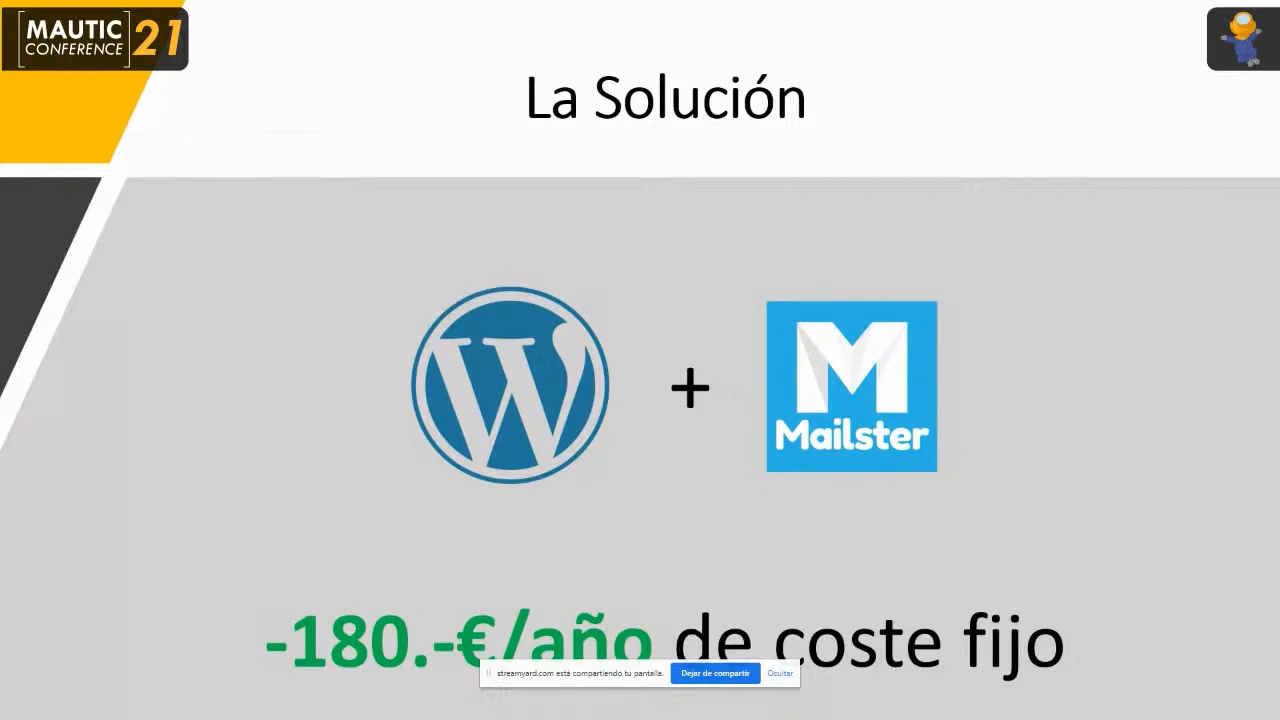 MAUTIC
CONFERENCE 21
La Solución
W
+
M
Mailster
-180.-€/año de coste fijo
streamyard.com está compartiendo tu pantalla. Dejar de compartir Ocultar